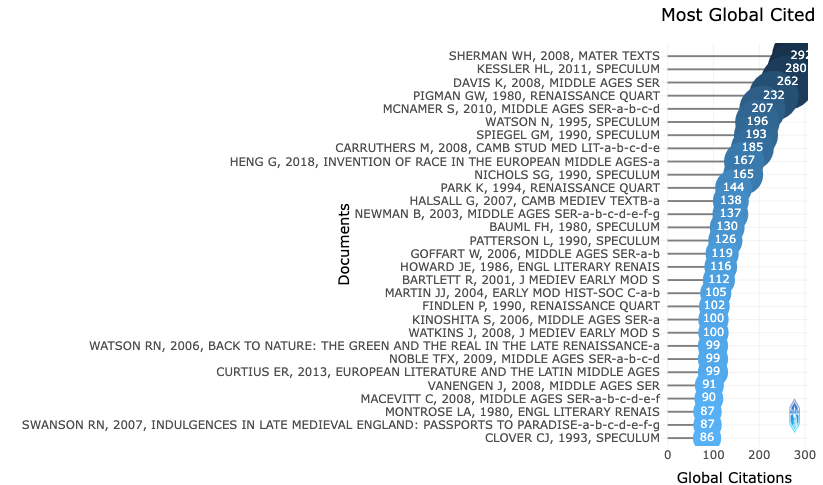 Most Global Cited
SHERMAN WH, 2008, MATER TEXTS 292
KESSLER HL, 2011, SPECULUM 280
DAVIS K, 2008, MIDDLE AGES SER 262
PIGMAN GW, 1980, RENAISSANCE QUART 232
MCNAMER S, 2010, MIDDLE AGES SER-a-b-c-d 207
WATSON N, 1995, SPECULUM 196
SPIEGEL GM, 1990, SPECULUM 193
CARRUTHERS M, 2008, CAMB STUD MED LIT-a-b-c-d-e 185
HENG G, 2018, INVENTION OF RACE IN THE EUROPEAN MIDDLE AGES-a 167
NICHOLS SG, 1990, SPECULUM 165
PARK K, 1994, RENAISSANCE QUART 144
HALSALL G, 2007, CAMB MEDIEV TEXTB-a 138
NEWMAN B, 2003, MIDDLE AGES SER-a-b-c-d-e-f-g 137
BAUML FH, 1980, SPECULUM 130
PATTERSON L, 1990, SPECULUM 126
GOFFART W, 2006, MIDDLE AGES SER-a-b 119
HOWARD JE, 1986, ENGL LITERARY RENAIS 116
BARTLETT R, 2001, J MEDIEV EARLY MOD S 112
MARTIN JJ, 2004, EARLY MOD HIST-SOC C-a-b 105
FINDLEN P, 1990, RENAISSANCE QUART 102
KINOSHITA S, 2006, MIDDLE AGES SER-a 100
WATKINS J, 2008, J MEDIEV EARLY MOD S 100
WATSON RN, 2006, BACK TO NATURE: THE GREEN AND THE REAL IN THE LATE RENAISSANCE-a 99
NOBLE TFX, 2009, MIDDLE AGES SER-a-b-c-d 99
CURTIUS ER, 2013, EUROPEAN LITERATURE AND THE LATIN MIDDLE AGES 99
VANENGEN J, 2008, MIDDLE AGES SER 91
MACEVITT C, 2008, MIDDLE AGES SER-a-b-c-d-e-f 90
MONTROSE LA, 1980, ENGL LITERARY RENAIS 87
SWANSON RN, 2007, INDULGENCES IN LATE MEDIEVAL ENGLAND: PASSPORTS TO PARADISE-a-b-c-d-e-f-g 87
CLOVER CJ, 1993, SPECULUM 86
Documents
0 100 200 300
Global Citations